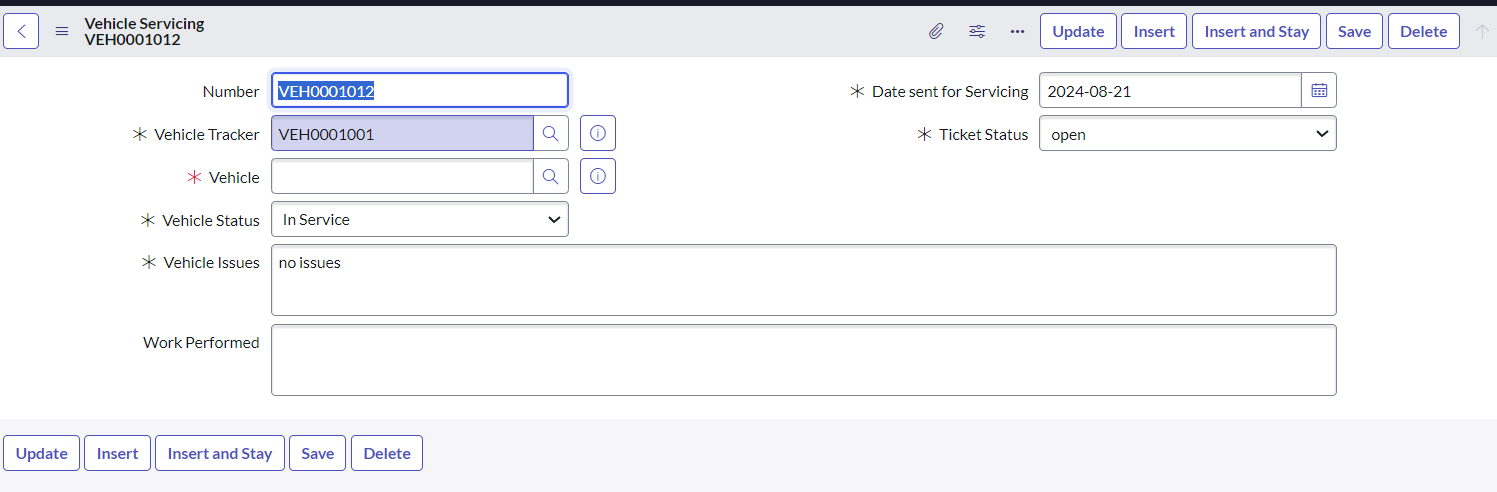 Vehicle Servicing
VEH0001012
Update Insert Insert and Stay Save Delete
Number VEH0001012
Date sent for Servicing 2024-08-21
Vehicle Tracker VEH0001001
Ticket Status open
Vehicle
Vehicle Status In Service
Vehicle Issues no issues
Work Performed
Update Insert Insert and Stay Save Delete